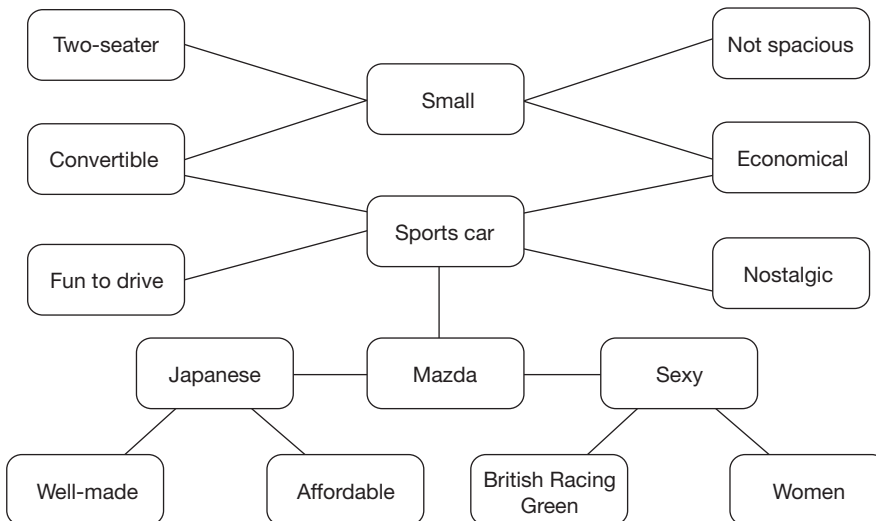 Two-seater
Not spacious
Small
Convertible
Economical
Sports car
Fun to drive
Nostalgic
Japanese
Mazda
Sexy
Well-made
Affordable
British Racing
Green
Women